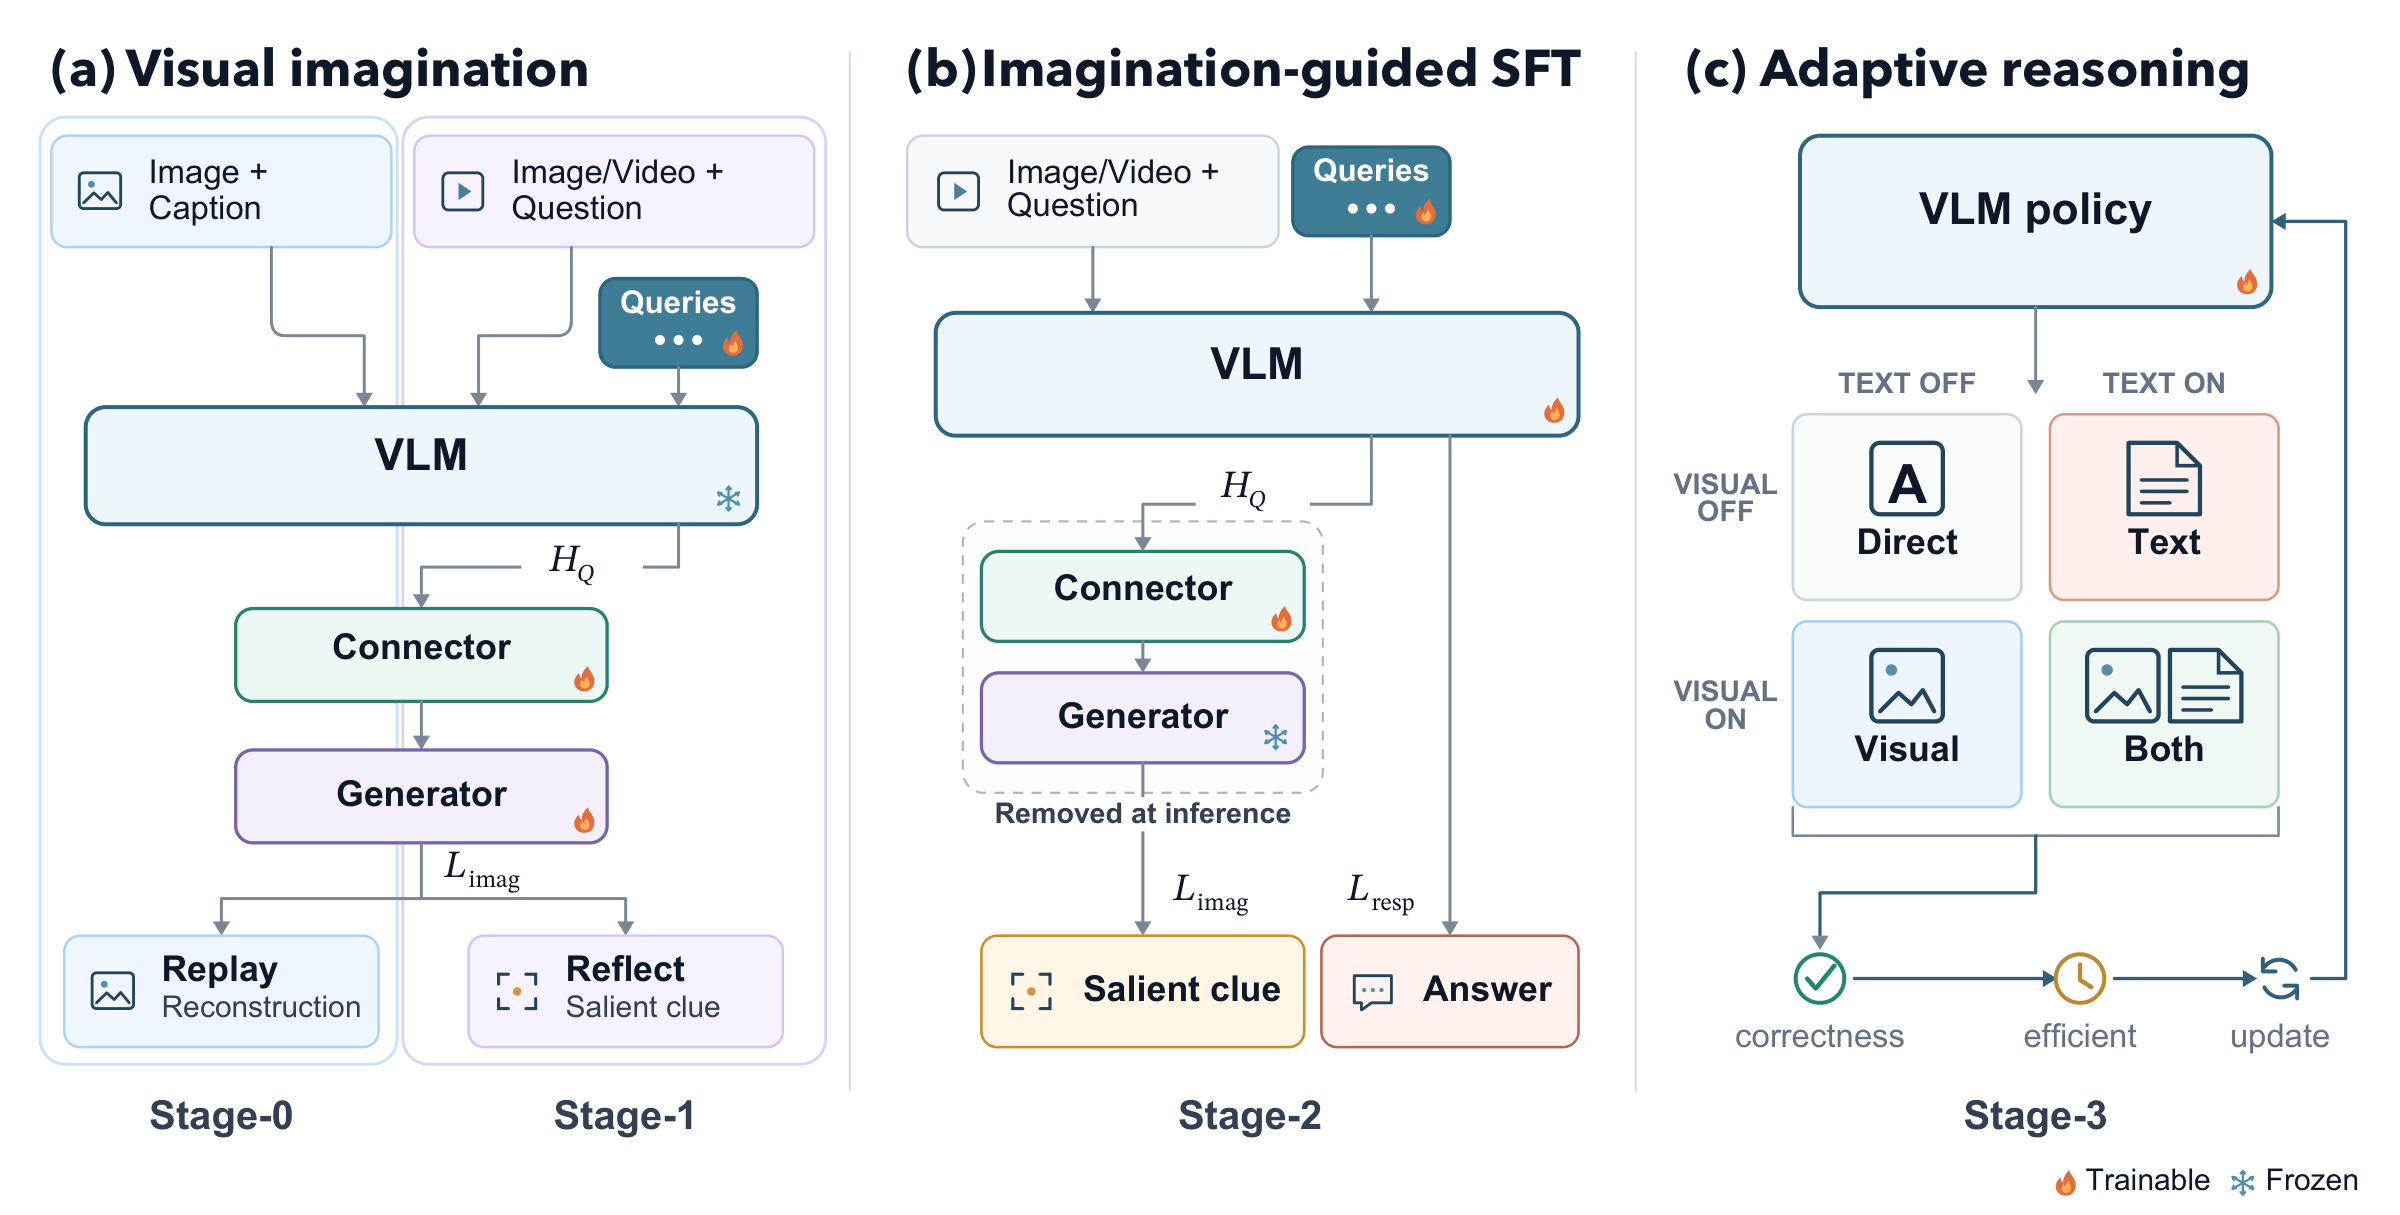 (a) Visual imagination
Image +
Caption
Image/Video +
Question
Queries
VLM
H_Q
Connector
Generator
L_imag
Replay
Reconstruction
Reflect
Salient clue
Stage-0
Stage-1
(b) Imagination-guided SFT
Image/Video +
Question
Queries
VLM
H_Q
Connector
Generator
Removed at inference
L_imag
L_resp
Salient clue
Answer
Stage-2
(c) Adaptive reasoning
VLM policy
TEXT OFF
TEXT ON
VISUAL
OFF
A
Direct
Text
VISUAL
ON
Visual
Both
correctness
efficient
update
Stage-3
Trainable
Frozen